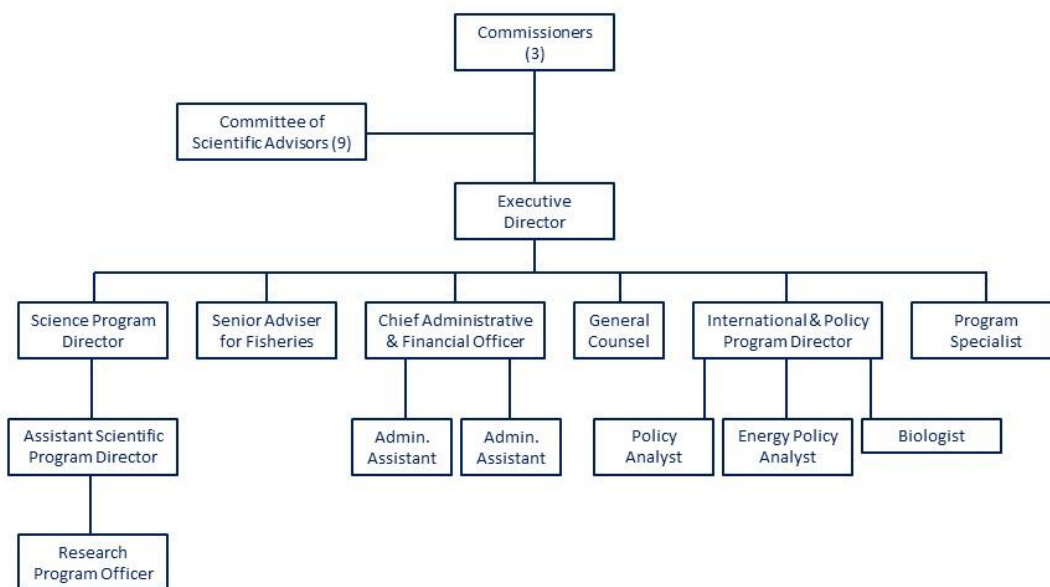 Commissioners
(3)
Committee of
Scientific Advisors (9)
Executive
Director
Science Program
Director
Senior Adviser
for Fisheries
Chief Administrative
& Financial Officer
General
Counsel
International & Policy
Program Director
Program
Specialist
Assistant Scientific
Program Director
Admin.
Assistant
Admin.
Assistant
Policy
Analyst
Energy Policy
Analyst
Biologist
Research
Program Officer